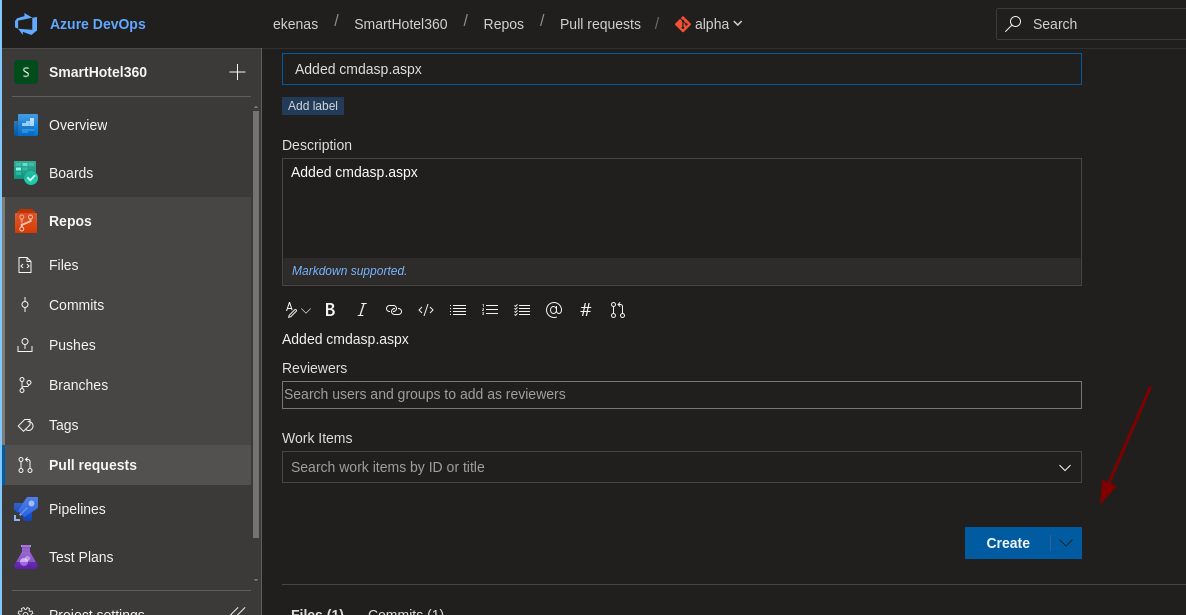 Azure DevOps
ekenas / SmartHotel360 / Repos / Pull requests / alpha
Search
S SmartHotel360
Overview
Boards
Repos
Files
Commits
Pushes
Branches
Tags
Pull requests
Pipelines
Test Plans
Project settings
Added cmdasp.aspx
Add label
Description
Added cmdasp.aspx
Markdown supported.
A B I </> @ #
Added cmdasp.aspx
Reviewers
Search users and groups to add as reviewers
Work Items
Search work items by ID or title
Create
Files (1) Commits (1)